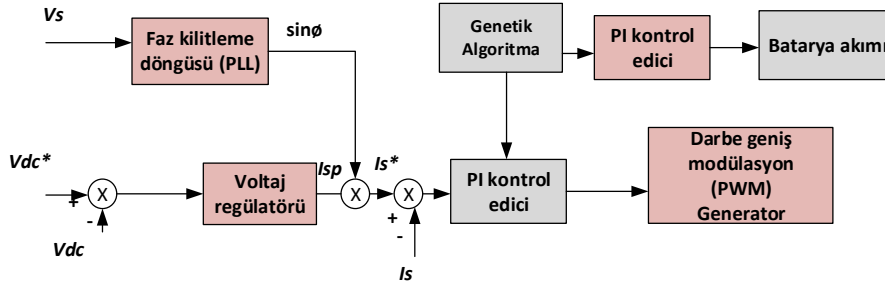 Vs
Faz kilitleme
döngüsü (PLL)
sinø
Genetik
Algoritma
PI kontrol
edici
Batarya akımı
Vdc*
X
+
-
Vdc
Voltaj
regülatörü
Isp
X
Is*
X
+
-
Is
PI kontrol
edici
Darbe geniş
modülasyon
(PWM)
Generator